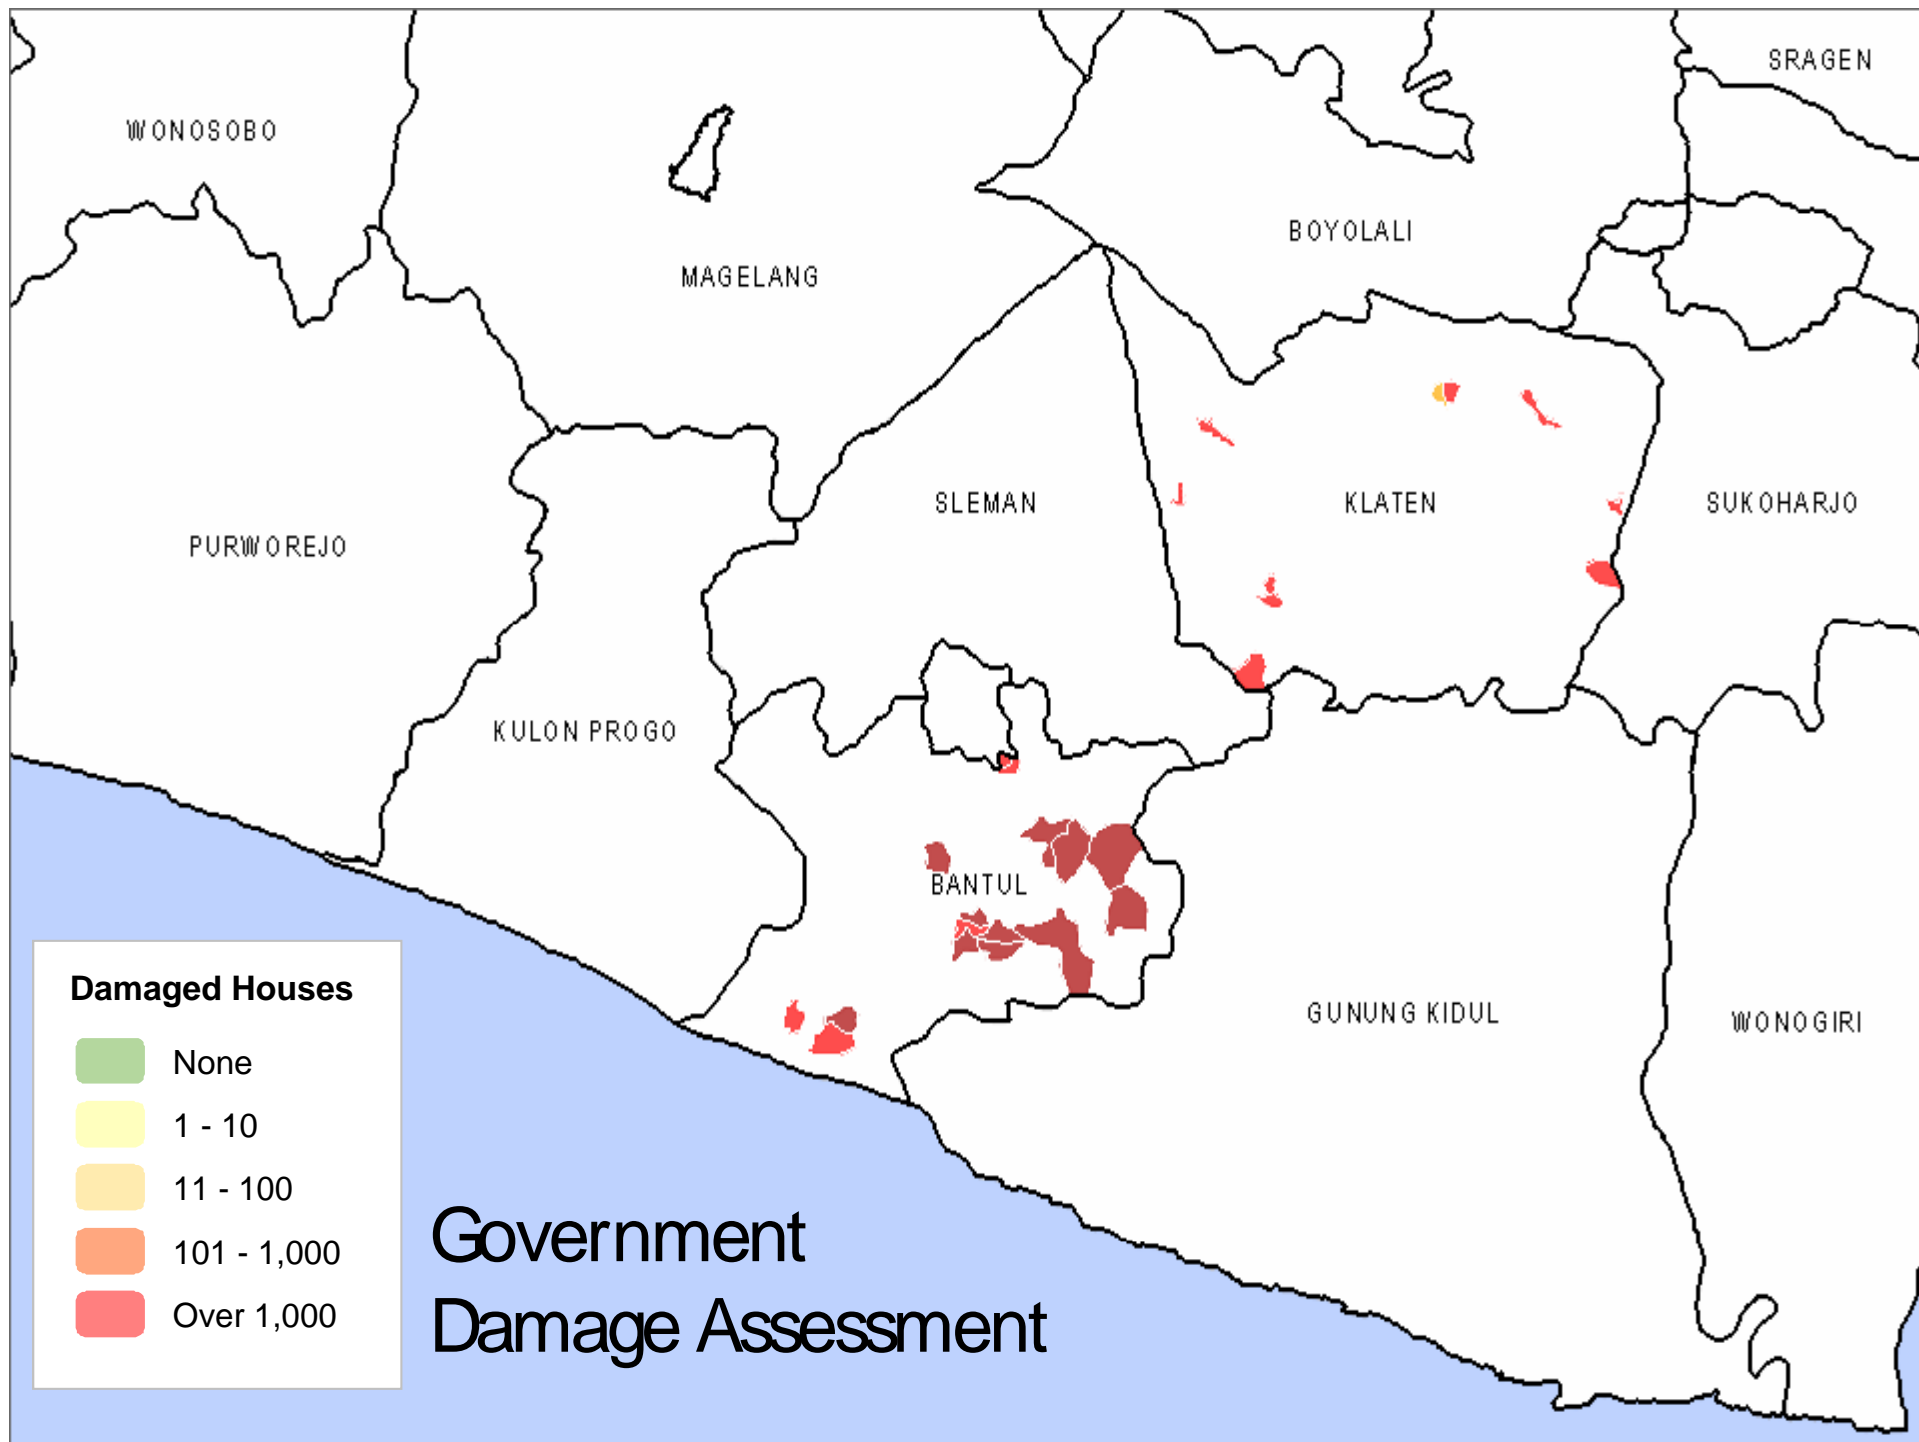 SRAGEN
WONOSOBO
BOYOLALI
MAGELANG
SLEMAN
KLATEN
SUKOHARJO
PURWOREJO
KULON PROGO
BANTUL
GUNUNG KIDUL
WONOGIRI
Damaged Houses
None
1 - 10
11 - 100
101 - 1,000
Over 1,000
Government
Damage Assessment